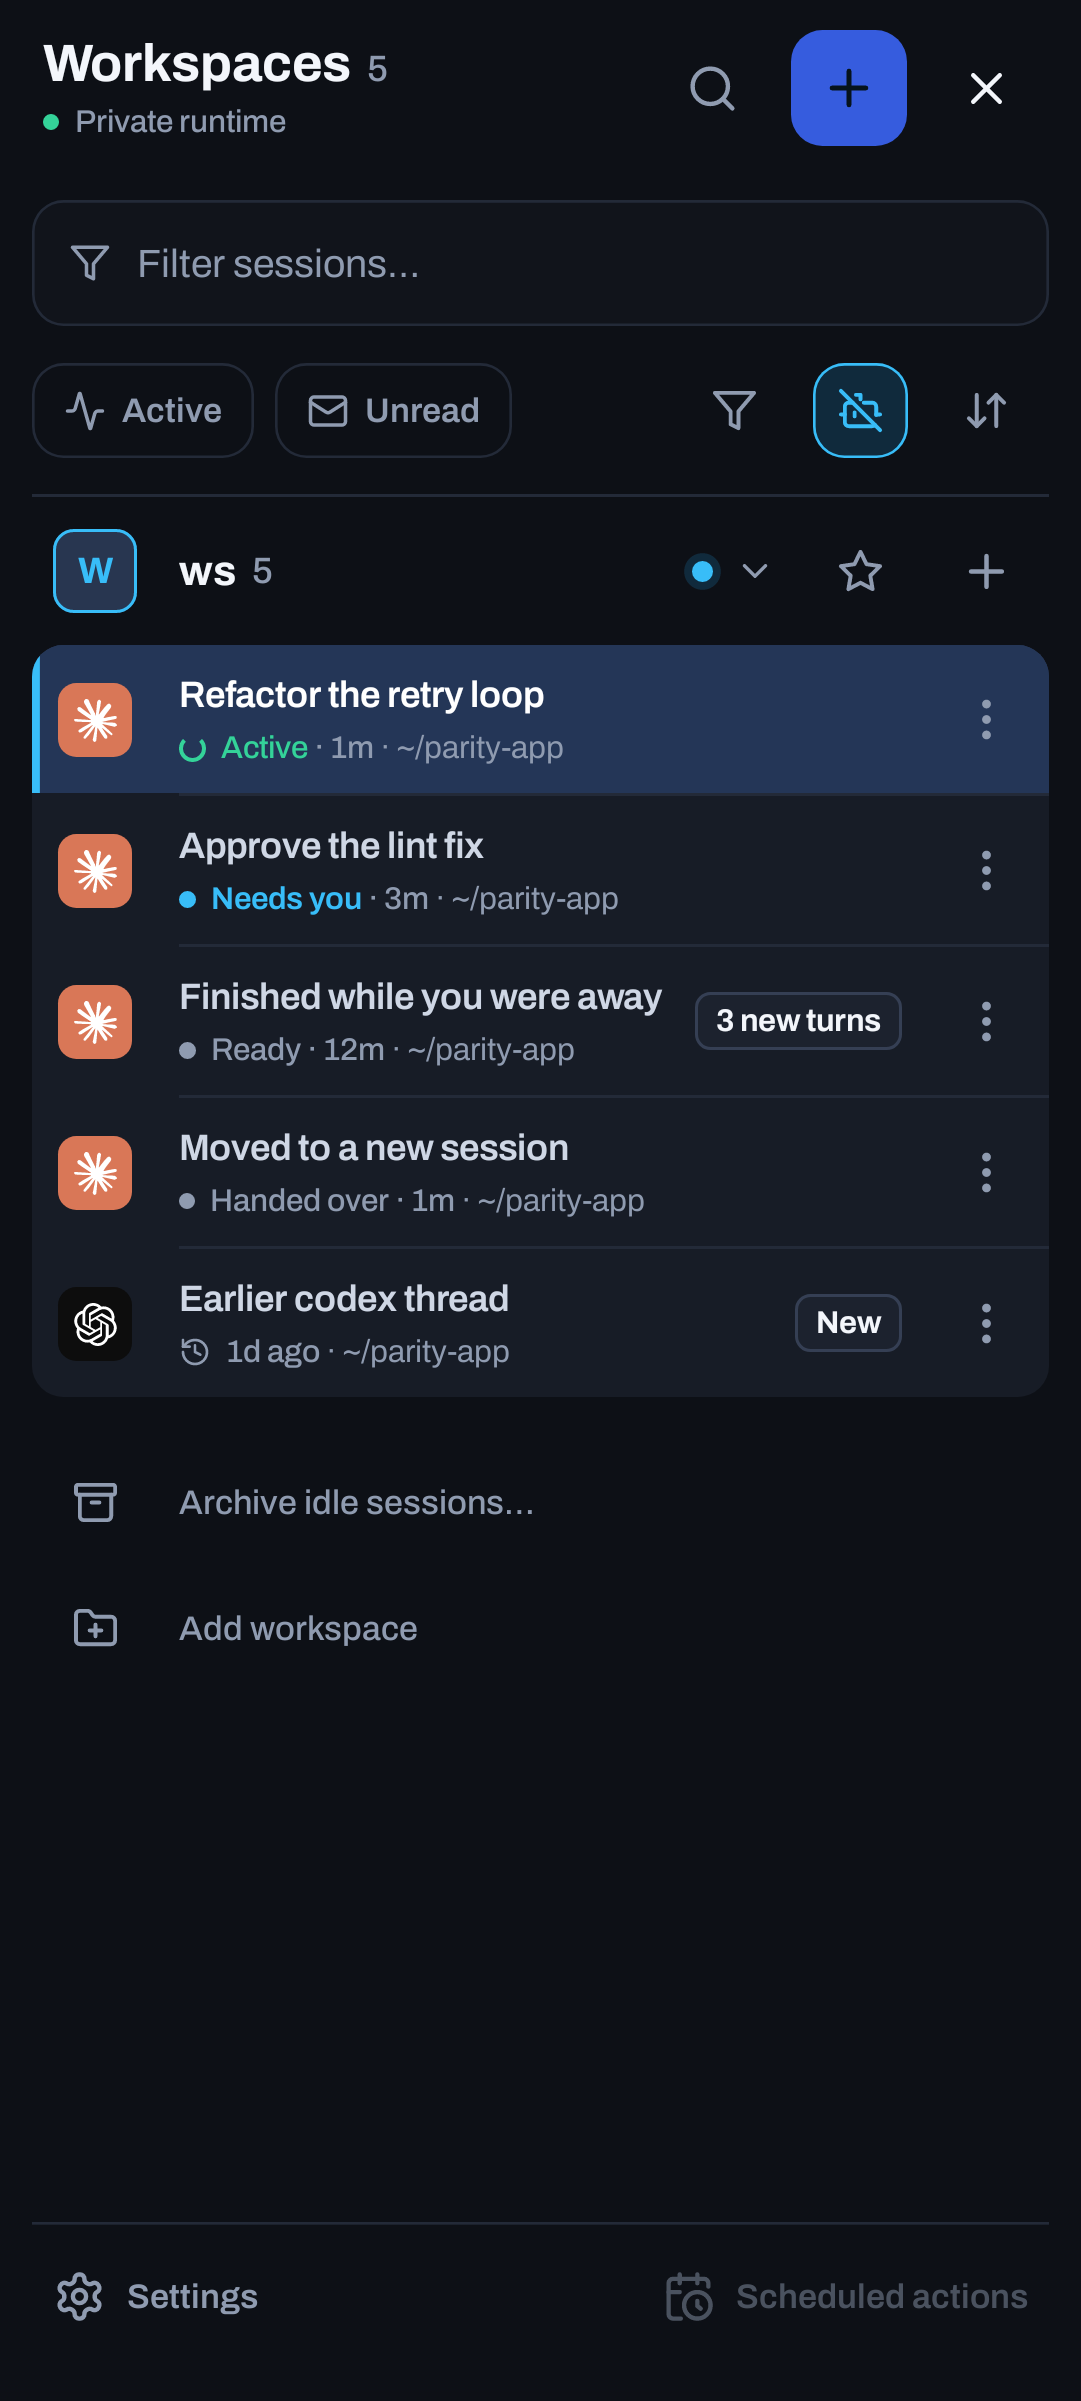 Workspaces 5
Private runtime
Filter sessions...
Active
Unread
W
ws 5
Refactor the retry loop
Active · 1m · ~/parity-app
Approve the lint fix
Needs you · 3m · ~/parity-app
Finished while you were away
3 new turns
Ready · 12m · ~/parity-app
Moved to a new session
Handed over · 1m · ~/parity-app
Earlier codex thread
New
1d ago · ~/parity-app
Archive idle sessions...
Add workspace
Settings
Scheduled actions